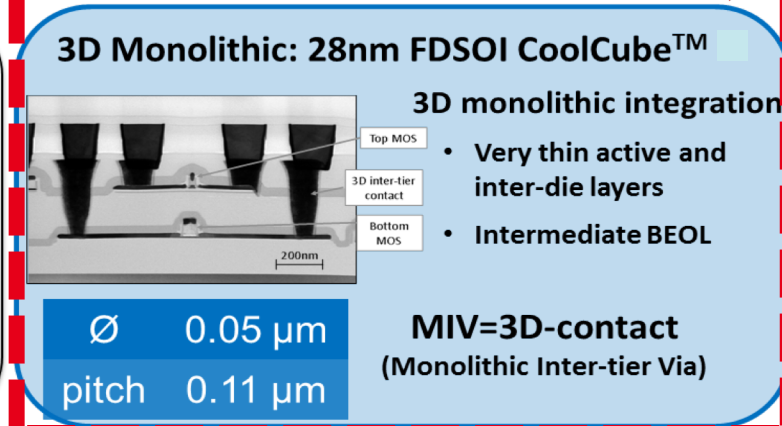 3D Monolithic: 28nm FDSOI CoolCube™
3D monolithic integration
• Very thin active and
inter-die layers
• Intermediate BEOL
Top MOS
3D inter-tier
contact
Bottom
MOS
200nm
Ø 0.05 µm
pitch 0.11 µm
MIV=3D-contact
(Monolithic Inter-tier Via)